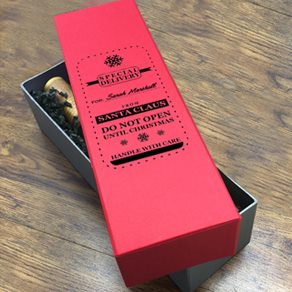 SPECIAL
DELIVERY
FOR: Sarah Marshall
FROM
SANTA CLAUS
DO NOT OPEN
UNTIL CHRISTMAS
HANDLE WITH CARE